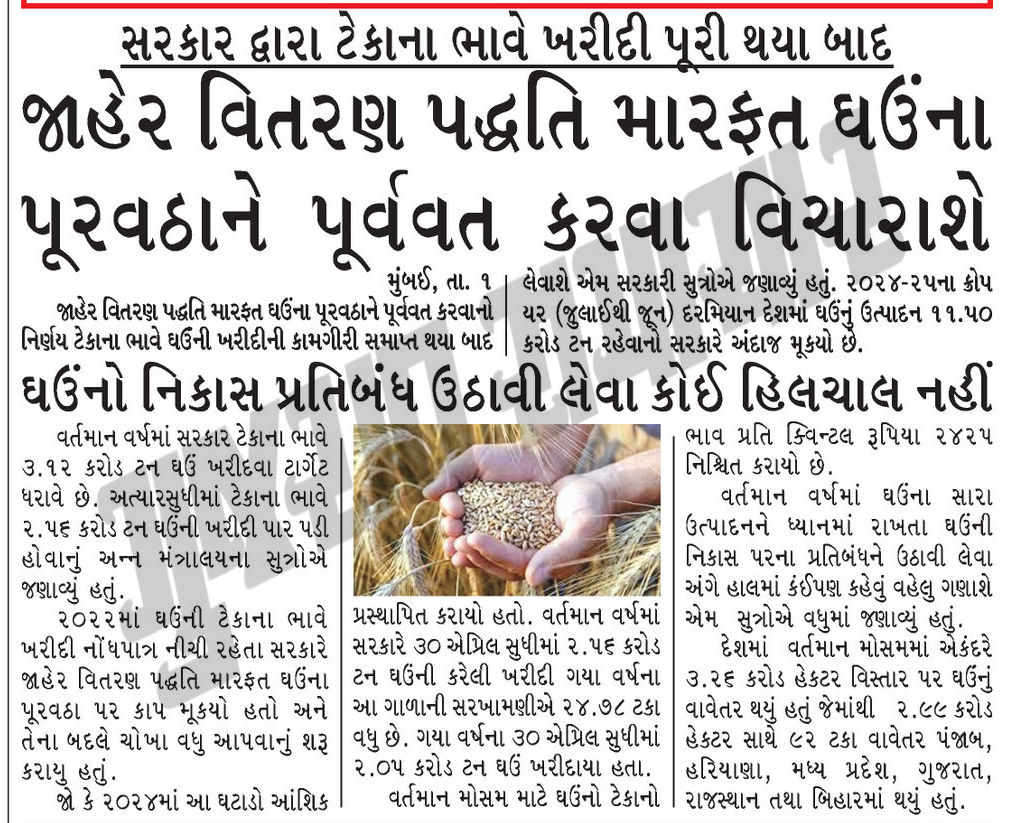 સરકાર દ્વારા ટેકાના ભાવે ખરીદી પૂરી થયા બાદ
જાહેર વિતરણ પદ્ધતિ મારફત ઘઉંના
પૂરવઠાને પૂર્વવત કરવા વિચારાશે
મુંબઈ, તા. ૧
જાહેર વિતરણ પદ્ધતિ મારફત ઘઉંના પૂરવઠાને પૂર્વવત કરવાનો
નિર્ણય ટેકાના ભાવે ઘઉંની ખરીદીની કામગીરી સમાપ્ત થયા બાદ
લેવાશે એમ સરકારી સુત્રોએ જણાવ્યું હતું. ૨૦૨૪-૨૫ના ક્રોપ
યર (જુલાઈથી જૂન) દરમિયાન દેશમાં ઘઉંનું ઉત્પાદન ૧૧.૫૦
કરોડ ટન રહેવાનો સરકારે અંદાજ મૂકયો છે.
ઘઉંનો નિકાસ પ્રતિબંધ ઉઠાવી લેવા કોઈ હિલચાલ નહીં
વર્તમાન વર્ષમાં સરકાર ટેકાના ભાવે
૩.૧૨ કરોડ ટન ઘઉં ખરીદવા ટાર્ગેટ
ધરાવે છે. અત્યારસુધીમાં ટેકાના ભાવે
૨.૫૬ કરોડ ટન ઘઉંની ખરીદી પાર પડી
હોવાનું અન્ન મંત્રાલયના સુત્રોએ
જણાવ્યું હતું.
૨૦૨૨માં ઘઉંની ટેકાના ભાવે
ખરીદી નોંધપાત્ર નીચી રહેતા સરકારે
જાહેર વિતરણ પદ્ધતિ મારફત ઘઉંના
પૂરવઠા પર કાપ મૂકયો હતો અને
તેના બદલે ચોખા વધુ આપવાનું શરૂ
કરાયુ હતું.
જો કે ૨૦૨૪માં આ ઘટાડો આંશિક
પ્રસ્થાપિત કરાયો હતો. વર્તમાન વર્ષમાં
સરકારે ૩૦ એપ્રિલ સુધીમાં ૨.૫૬ કરોડ
ટન ઘઉંની કરેલી ખરીદી ગયા વર્ષના
આ ગાળાની સરખામણીએ ૨૪.૭૮ ટકા
વધુ છે. ગયા વર્ષના ૩૦ એપ્રિલ સુધીમાં
૨.૦૫ કરોડ ટન ઘઉં ખરીદાયા હતા.
વર્તમાન મોસમ માટે ઘઉંનો ટેકાનો
ભાવ પ્રતિ ક્વિન્ટલ રૂપિયા ૨૪૨૫
નિશ્ચિત કરાયો છે.
વર્તમાન વર્ષમાં ઘઉંના સારા
ઉત્પાદનને ધ્યાનમાં રાખતા ઘઉંની
નિકાસ પરના પ્રતિબંધને ઉઠાવી લેવા
અંગે હાલમાં કંઈપણ કહેવું વહેલુ ગણાશે
એમ સુત્રોએ વધુમાં જણાવ્યું હતું.
દેશમાં વર્તમાન મોસમમાં એકંદરે
૩.૨૬ કરોડ હેકટર વિસ્તાર પર ઘઉંનું
વાવેતર થયું હતું જેમાંથી ૨.૯૯ કરોડ
હેકટર સાથે ૯૨ ટકા વાવેતર પંજાબ,
હરિયાણા, મધ્ય પ્રદેશ, ગુજરાત,
રાજસ્થાન તથા બિહારમાં થયું હતું.
ગુજરાત સમાચાર